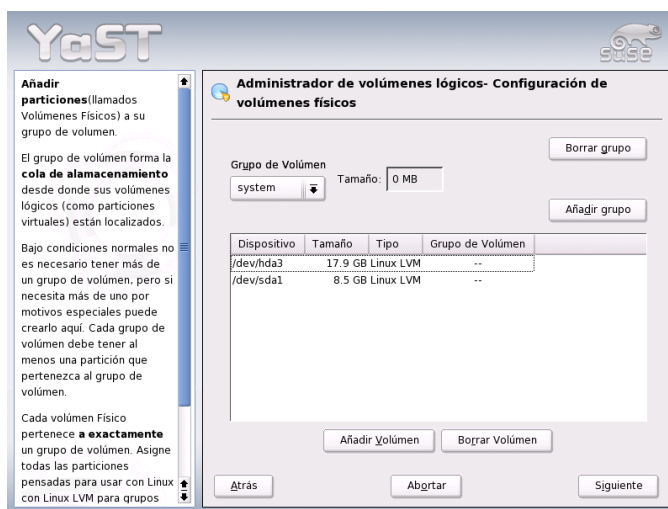 YaST
SUSE
Añadir
particiones(llamados
Volúmenes Físicos) a su
grupo de volumen.
El grupo de volúmen forma la
cola de alamacenamiento
desde donde sus volúmenes
lógicos (como particiones
virtuales) están localizados.
Bajo condiciones normales no
es necesario tener más de
un grupo de volúmen, pero si
necesita más de uno por
motivos especiales puede
crearlo aquí. Cada grupo de
volúmen debe tener al
menos una partición que
pertenezca al grupo de
volúmen.
Cada volúmen Físico
pertenece a exactamente
un grupo de volúmen. Asigne
todas las particiones
pensadas para usar con Linux
con Linux LVM para grupos
Administrador de volúmenes lógicos- Configuración de
volúmenes físicos
Borrar grupo
Grupo de Volúmen
system
Tamaño: 0 MB
Añadir grupo
Dispositivo Tamaño Tipo Grupo de Volúmen
/dev/hda3 17.9 GB Linux LVM --
/dev/sda1 8.5 GB Linux LVM --
Añadir Volúmen Borrar Volúmen
Atrás Abortar Siguiente